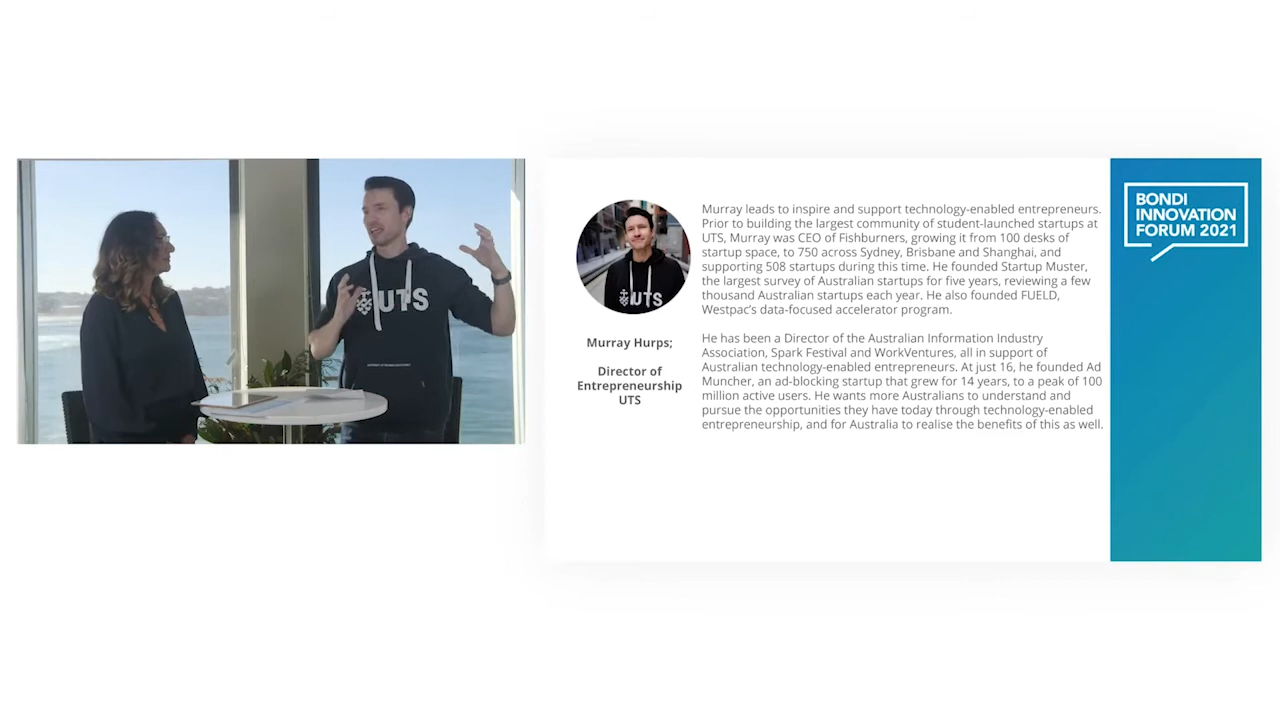 UTS
UTS
Murray Hurps;
Director of
Entrepreneurship
UTS
Murray leads to inspire and support technology-enabled entrepreneurs.
Prior to building the largest community of student-launched startups at
UTS, Murray was CEO of Fishburners, growing it from 100 desks of
startup space, to 750 across Sydney, Brisbane and Shanghai, and
supporting 508 startups during this time. He founded Startup Muster,
the largest survey of Australian startups for five years, reviewing a few
thousand Australian startups each year. He also founded FUELD,
Westpac’s data-focused accelerator program.
He has been a Director of the Australian Information Industry
Association, Spark Festival and WorkVentures, all in support of
Australian technology-enabled entrepreneurs. At just 16, he founded Ad
Muncher, an ad-blocking startup that grew for 14 years, to a peak of 100
million active users. He wants more Australians to understand and
pursue the opportunities they have today through technology-enabled
entrepreneurship, and for Australia to realise the benefits of this as well.
BONDI
INNOVATION
FORUM 2021